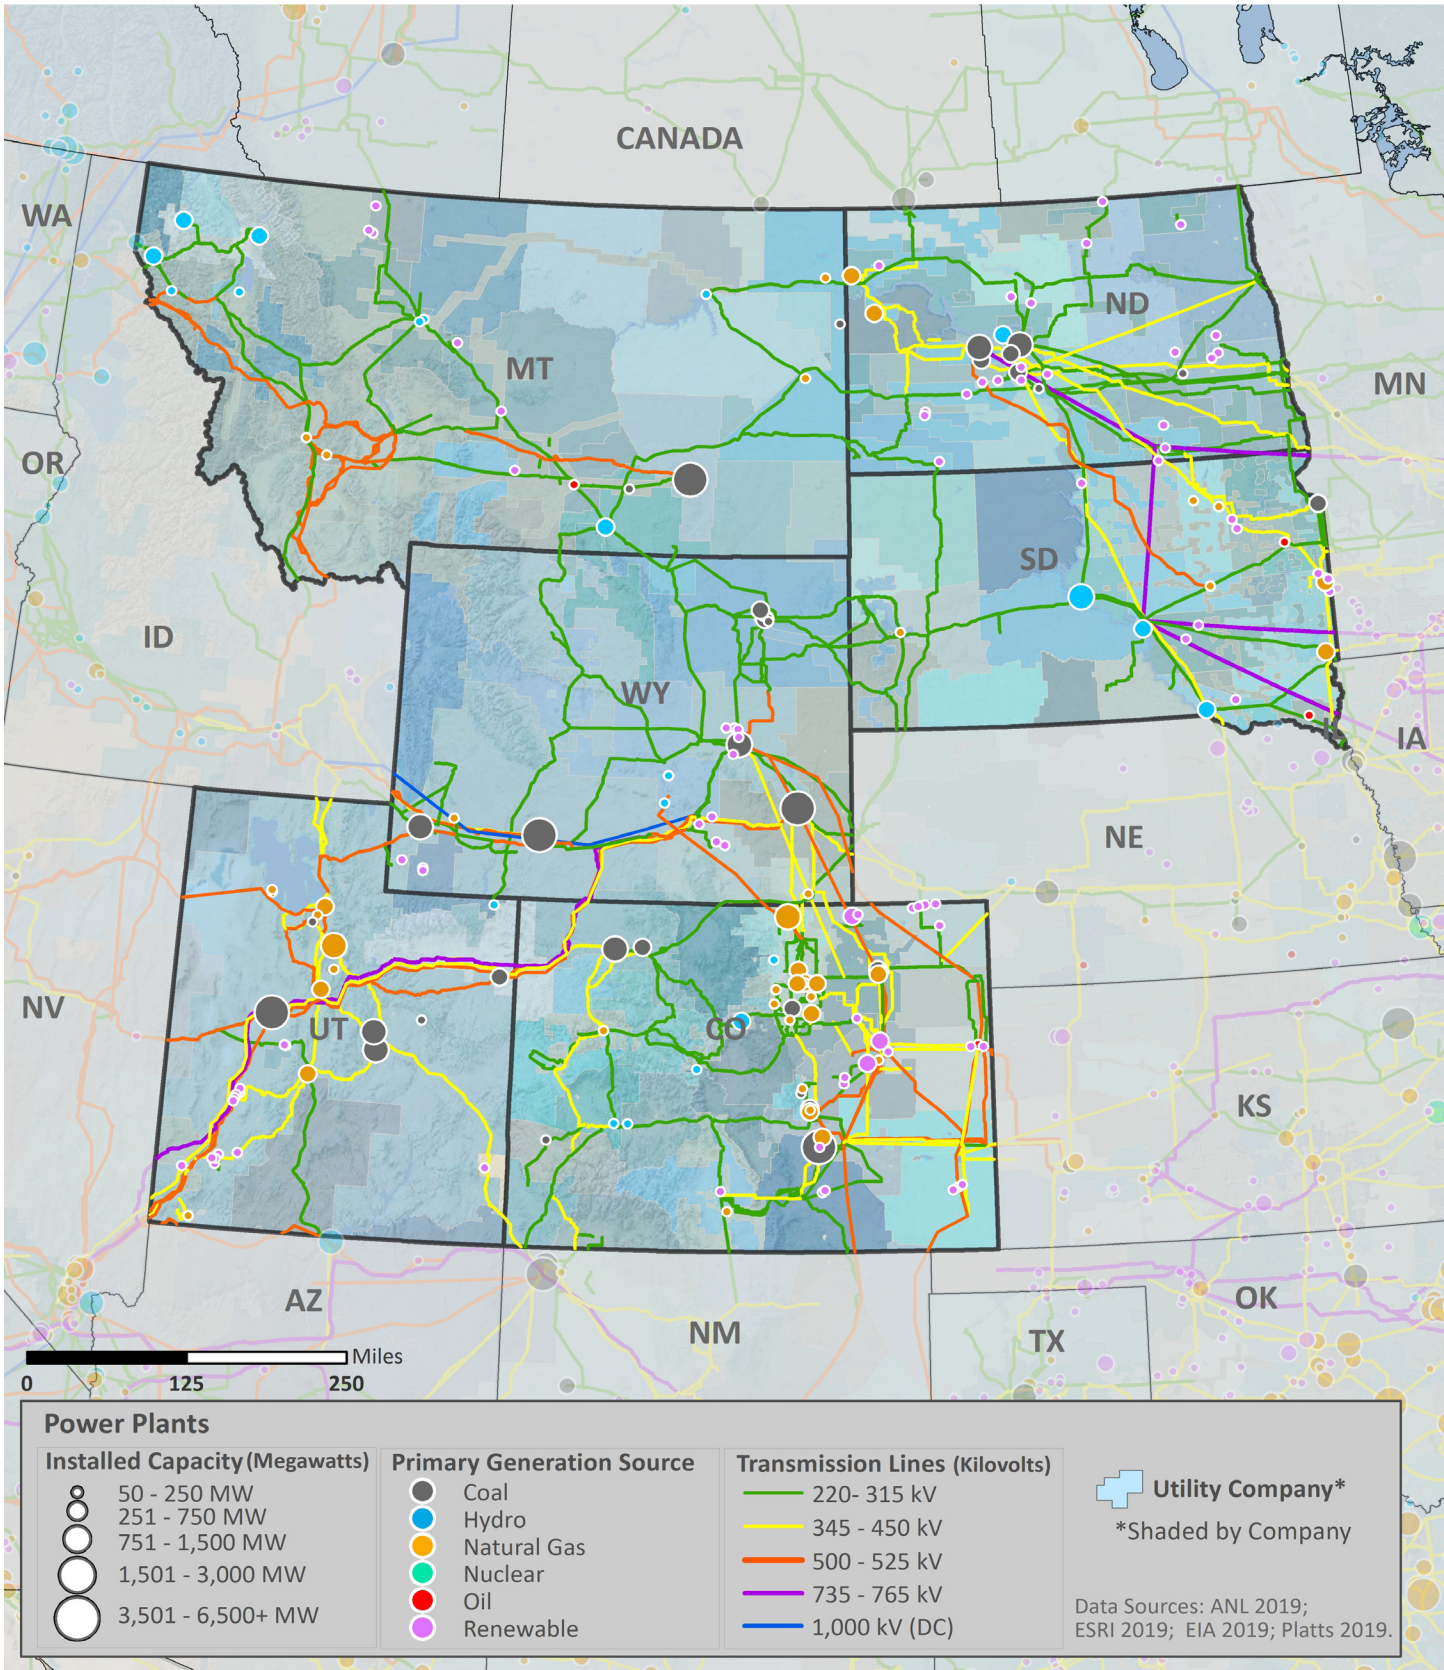 CANADA
WA
ND
MT
MN
OR
SD
ID
WY
IA
NE
NV
UT
CO
KS
AZ
OK
NM
TX
Miles
0 125 250
Power Plants
Installed Capacity (Megawatts)
50 - 250 MW
251 - 750 MW
751 - 1,500 MW
1,501 - 3,000 MW
3,501 - 6,500+ MW
Primary Generation Source
Coal
Hydro
Natural Gas
Nuclear
Oil
Renewable
Transmission Lines (Kilovolts)
220- 315 kV
345 - 450 kV
500 - 525 kV
735 - 765 kV
1,000 kV (DC)
Utility Company*
*Shaded by Company
Data Sources: ANL 2019;
ESRI 2019; EIA 2019; Platts 2019.